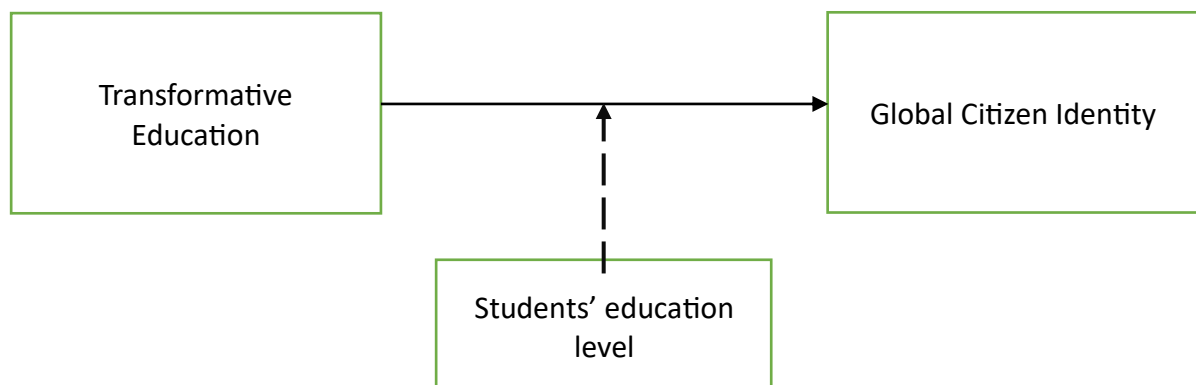 Transformative
Education
Global Citizen Identity
Students’ education
level